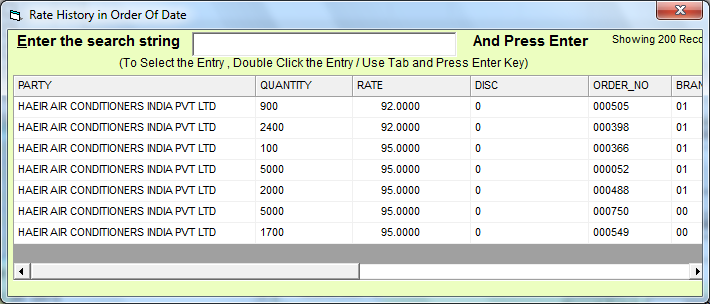 Rate History in Order Of Date
Enter the search string And Press Enter Showing 200 Reco
(To Select the Entry , Double Click the Entry / Use Tab and Press Enter Key)
PARTY QUANTITY RATE DISC ORDER_NO BRAN
HAEIR AIR CONDITIONERS INDIA PVT LTD 900 92.0000 0 000505 01
HAEIR AIR CONDITIONERS INDIA PVT LTD 2400 92.0000 0 000398 01
HAEIR AIR CONDITIONERS INDIA PVT LTD 100 95.0000 0 000366 01
HAEIR AIR CONDITIONERS INDIA PVT LTD 5000 95.0000 0 000052 01
HAEIR AIR CONDITIONERS INDIA PVT LTD 2000 95.0000 0 000488 01
HAEIR AIR CONDITIONERS INDIA PVT LTD 5000 95.0000 0 000750 00
HAEIR AIR CONDITIONERS INDIA PVT LTD 1700 95.0000 0 000549 00